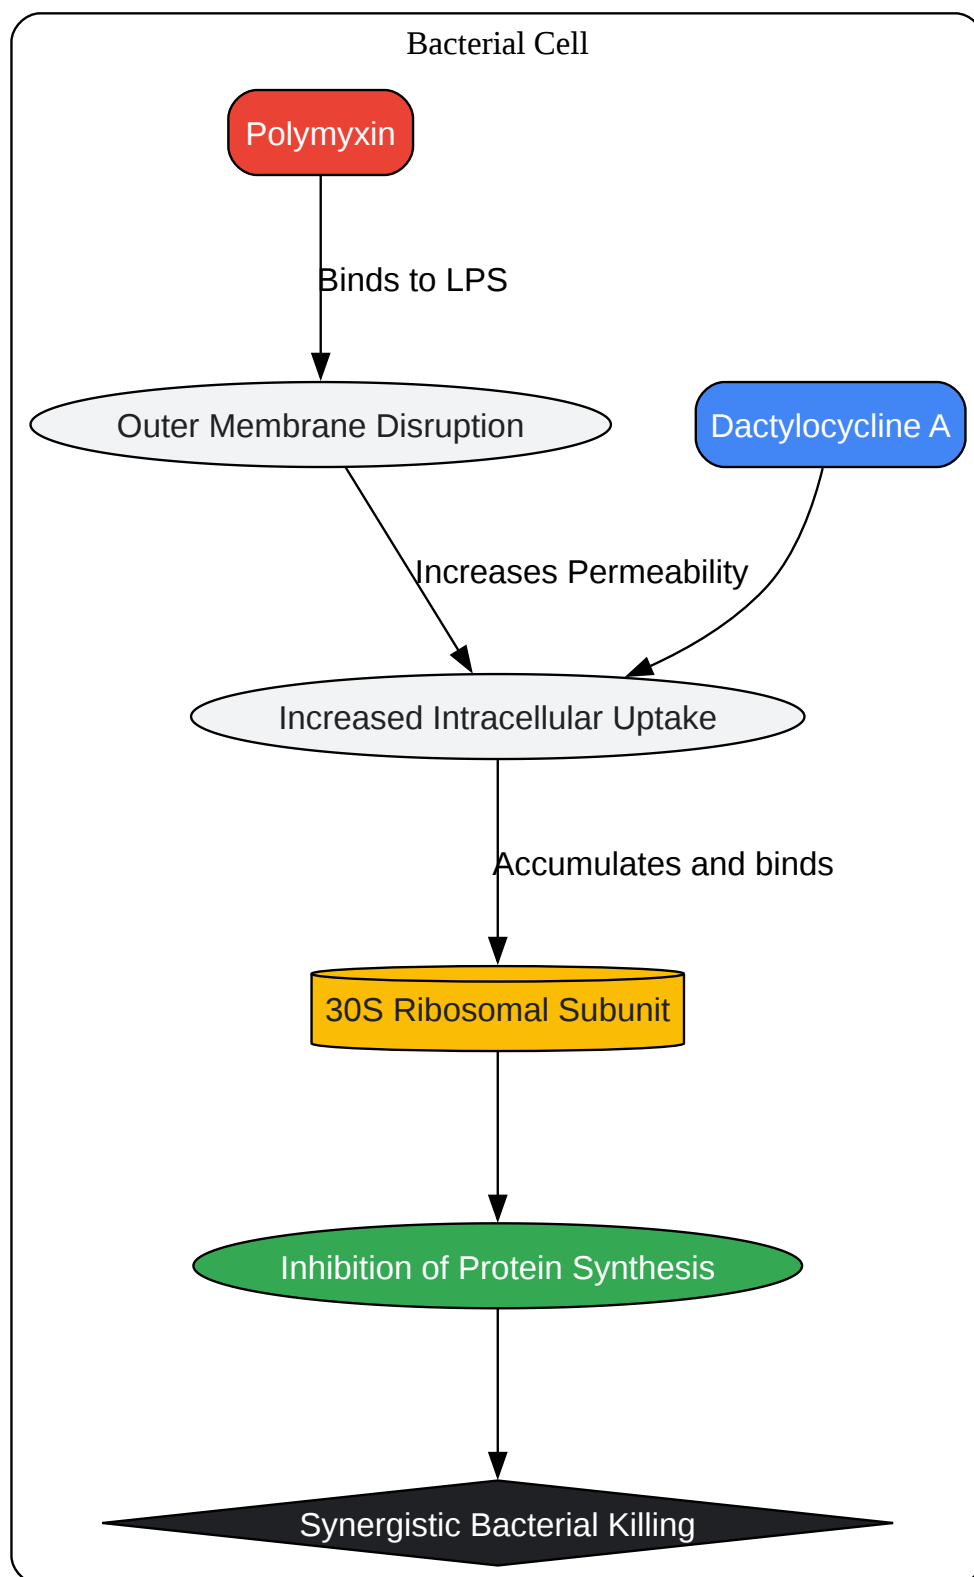 Bacterial Cell
Polymyxin
Binds to LPS
Outer Membrane Disruption
Dactylocycline A
Increases Permeability
Increased Intracellular Uptake
Accumulates and binds
30S Ribosomal Subunit
Inhibition of Protein Synthesis
Synergistic Bacterial Killing